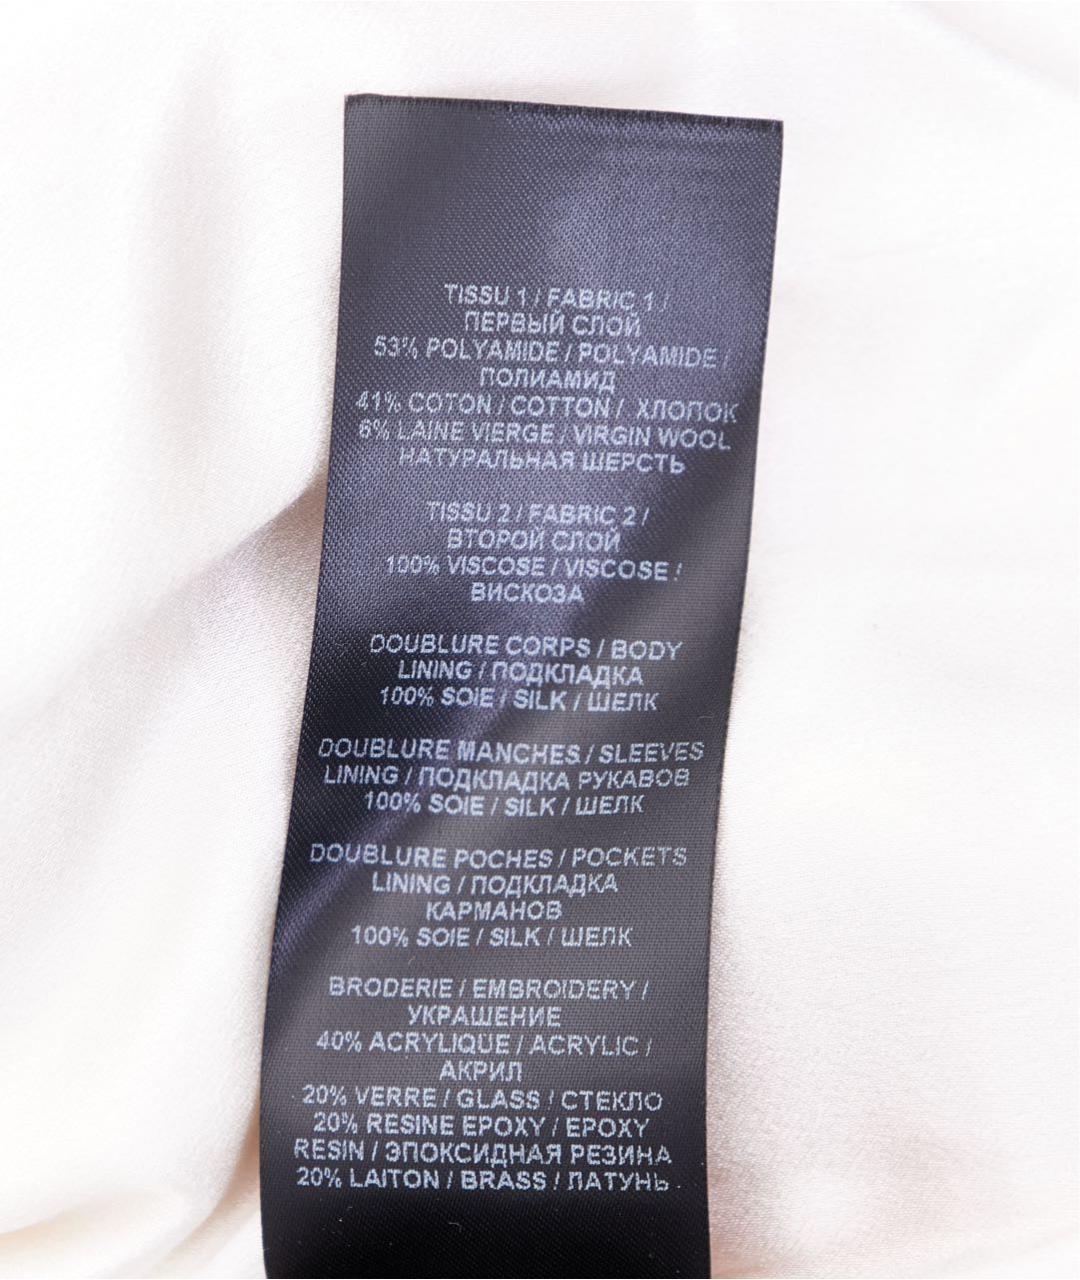 TISSU 1 / FABRIC 1 /
ПЕРВЫЙ СЛОЙ
53% POLYAMIDE / POLYAMIDE /
ПОЛИАМИД
41% COTON / COTTON / ХЛОПОК
6% LAINE VIERGE / VIRGIN WOOL
НАТУРАЛЬНАЯ ШЕРСТЬ
TISSU 2 / FABRIC 2 /
ВТОРОЙ СЛОЙ
100% VISCOSE / VISCOSE /
ВИСКОЗА
DOUBLURE CORPS / BODY
LINING / ПОДКЛАДКА
100% SOIE / SILK / ШЕЛК
DOUBLURE MANCHES / SLEEVES
LINING / ПОДКЛАДКА РУКАВОВ
100% SOIE / SILK / ШЕЛК
DOUBLURE POCHES / POCKETS
LINING / ПОДКЛАДКА
КАРМАНОВ
100% SOIE / SILK / ШЕЛК
BRODERIE / EMBROIDERY /
УКРАШЕНИЕ
40% ACRYLIQUE / ACRYLIC /
АКРИЛ
20% VERRE / GLASS / СТЕКЛО
20% RESINE EPOXY / EPOXY
RESIN / ЭПОКСИДНАЯ РЕЗИНА
20% LAITON / BRASS / ЛАТУНЬ